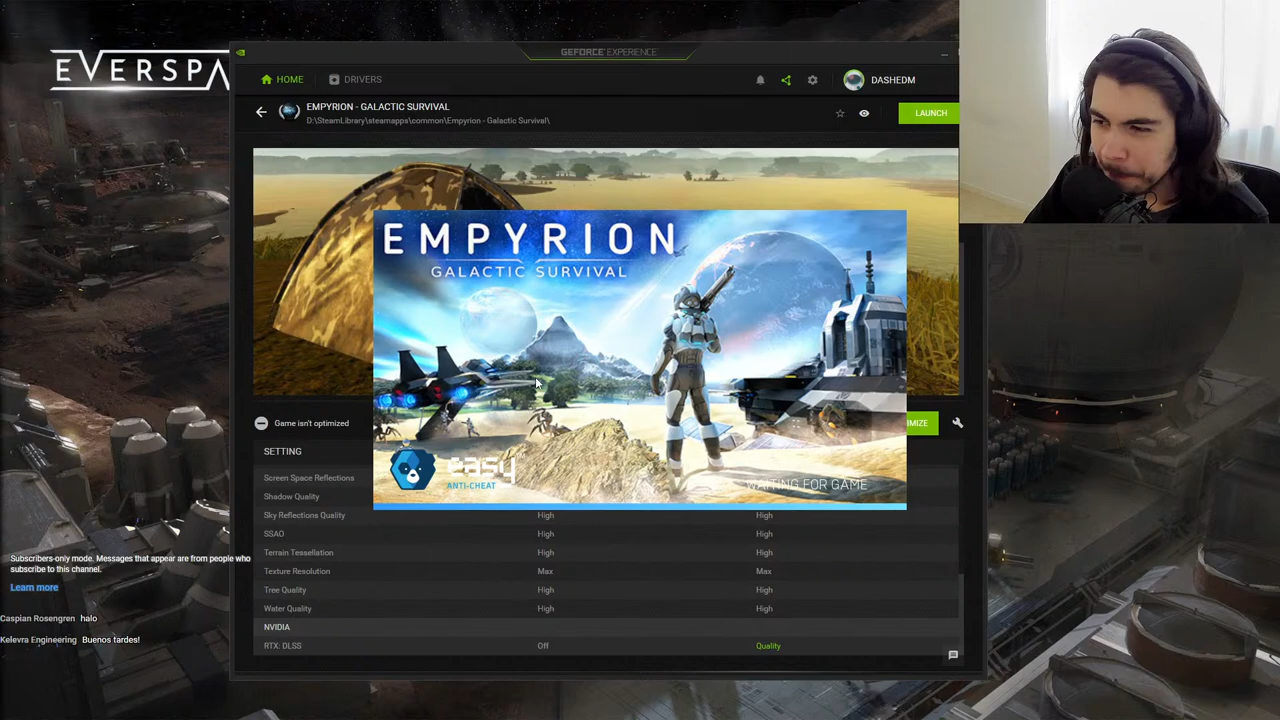 EVERSPA
GEFORCE EXPERIENCE
HOME
DRIVERS
DASHEDM
EMPYRION - GALACTIC SURVIVAL
D:\SteamLibrary\steamapps\common\Empyrion - Galactic Survival\
LAUNCH
EMPYRION
GALACTIC SURVIVAL
Game isn't optimized
IMIZE
SETTING
easy
ANTI-CHEAT
WAITING FOR GAME
Screen Space Reflections
Shadow Quality
Sky Reflections Quality High High
SSAO High High
Terrain Tessellation High High
Texture Resolution Max Max
Tree Quality High High
Water Quality High High
NVIDIA
RTX: DLSS Off Quality
Subscribers-only mode. Messages that appear are from people who
subscribe to this channel.
Learn more
Caspian Rosengren halo
Kelevra Engineering Buenos tardes!